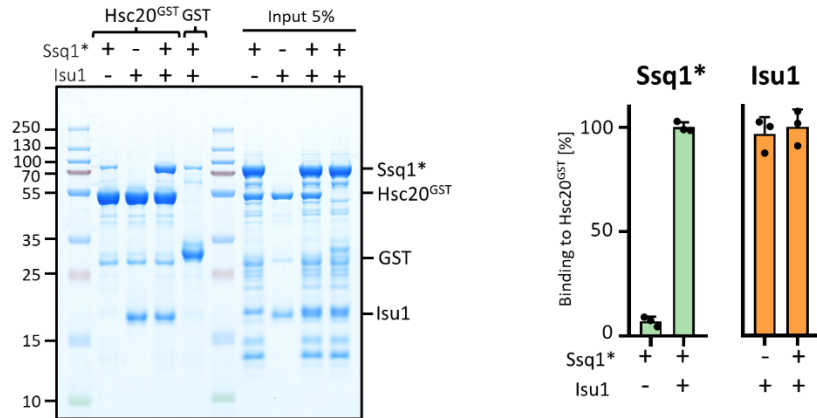 Hsc20GST GST Input 5%
Ssq1* + - + + + - + +
Isu1 - + + + - + + +
250
130
100
70
55
35
25
15
10
Ssq1*
Hsc20GST
GST
Isu1
Ssq1* Isu1
Binding to Hsc20GST [%]
100
50
0
Ssq1* + + - +
Isu1 - + + +